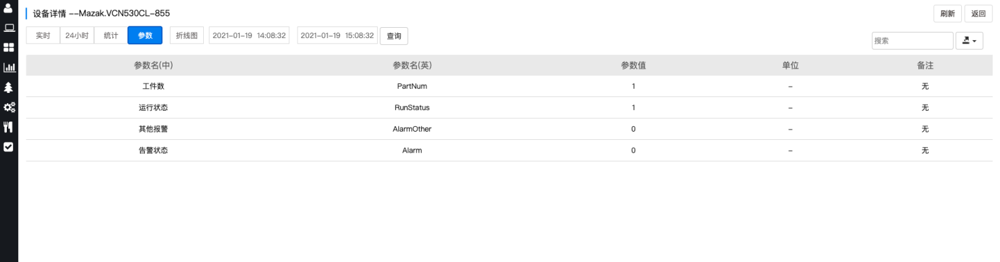 设备详情 --Mazak.VCN530CL-855
刷新 返回
实时 24小时 统计 参数 折线图 2021-01-19 14:08:32 2021-01-19 15:08:32 查询
搜索
参数名(中) 参数名(英) 参数值 单位 备注
工件数 PartNum 1 - 无
运行状态 RunStatus 1 - 无
其他报警 AlarmOther 0 - 无
告警状态 Alarm 0 - 无